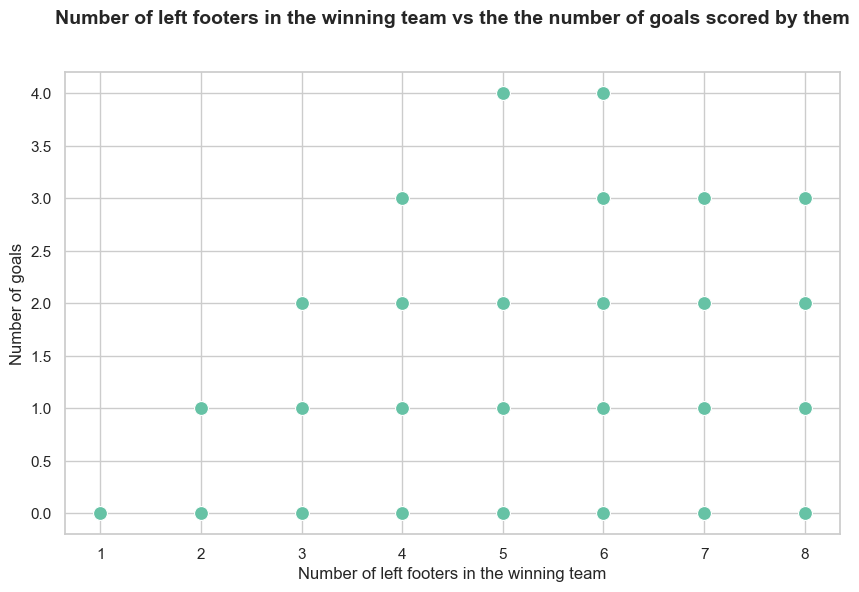 Number of left footers in the winning team vs the the number of goals scored by them
4.0
3.5
3.0
2.5
2.0
1.5
1.0
0.5
0.0
Number of goals
1 2 3 4 5 6 7 8
Number of left footers in the winning team